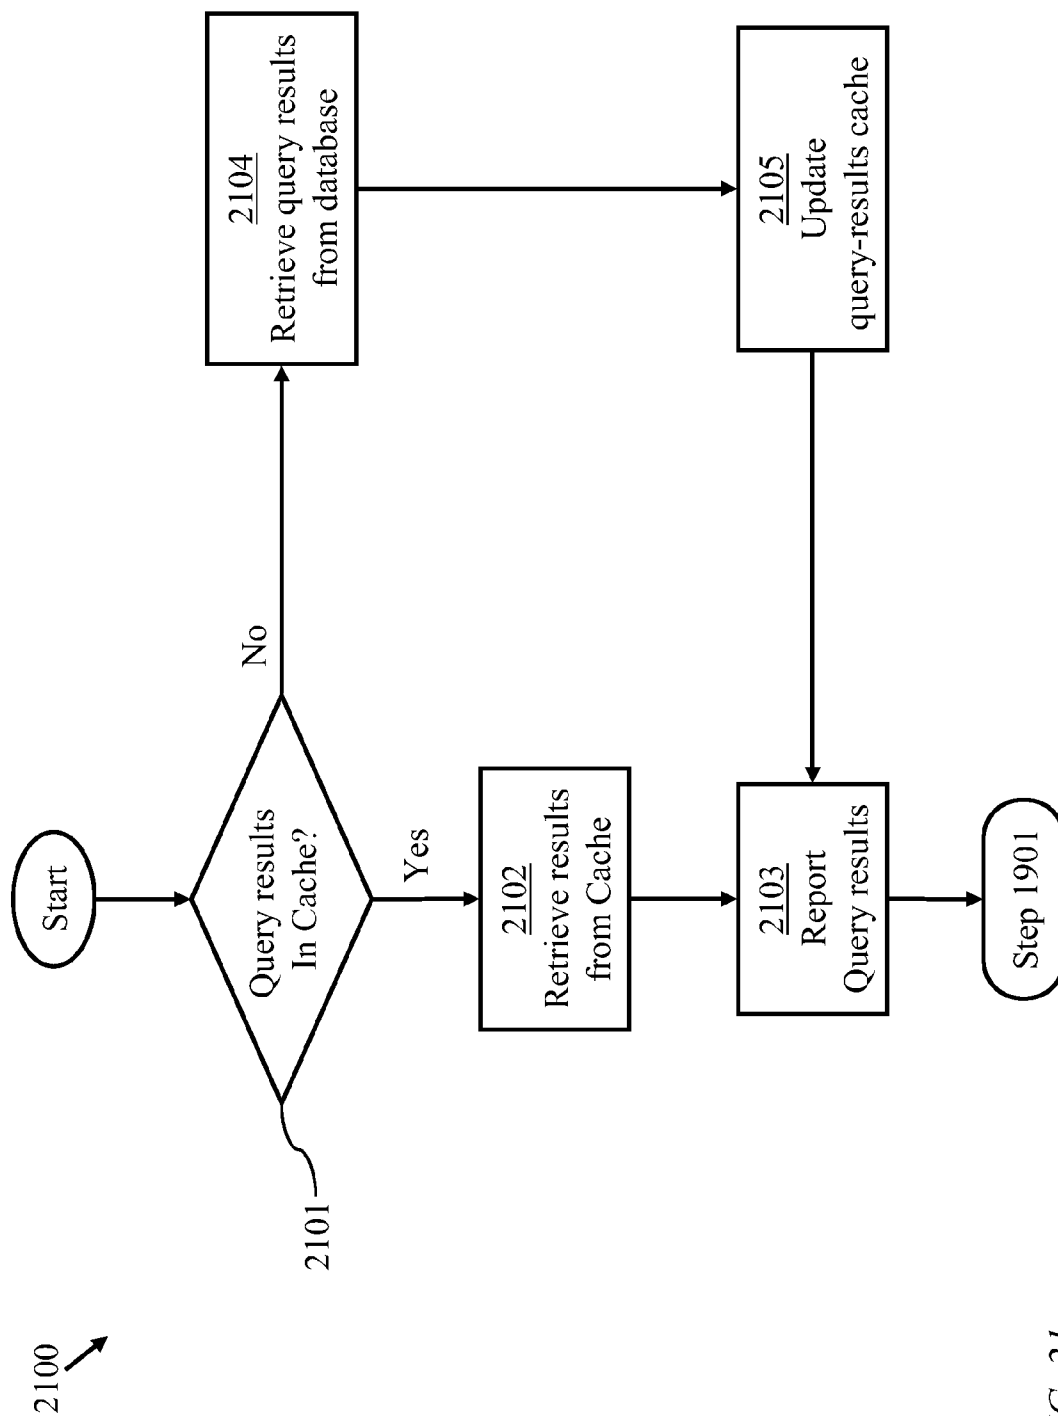 2100
Start
Query results
In Cache?
2101
No
Yes
2104
Retrieve query results
from database
2102
Retrieve results
from Cache
2105
Update
query-results cache
2103
Report
Query results
Step 1901